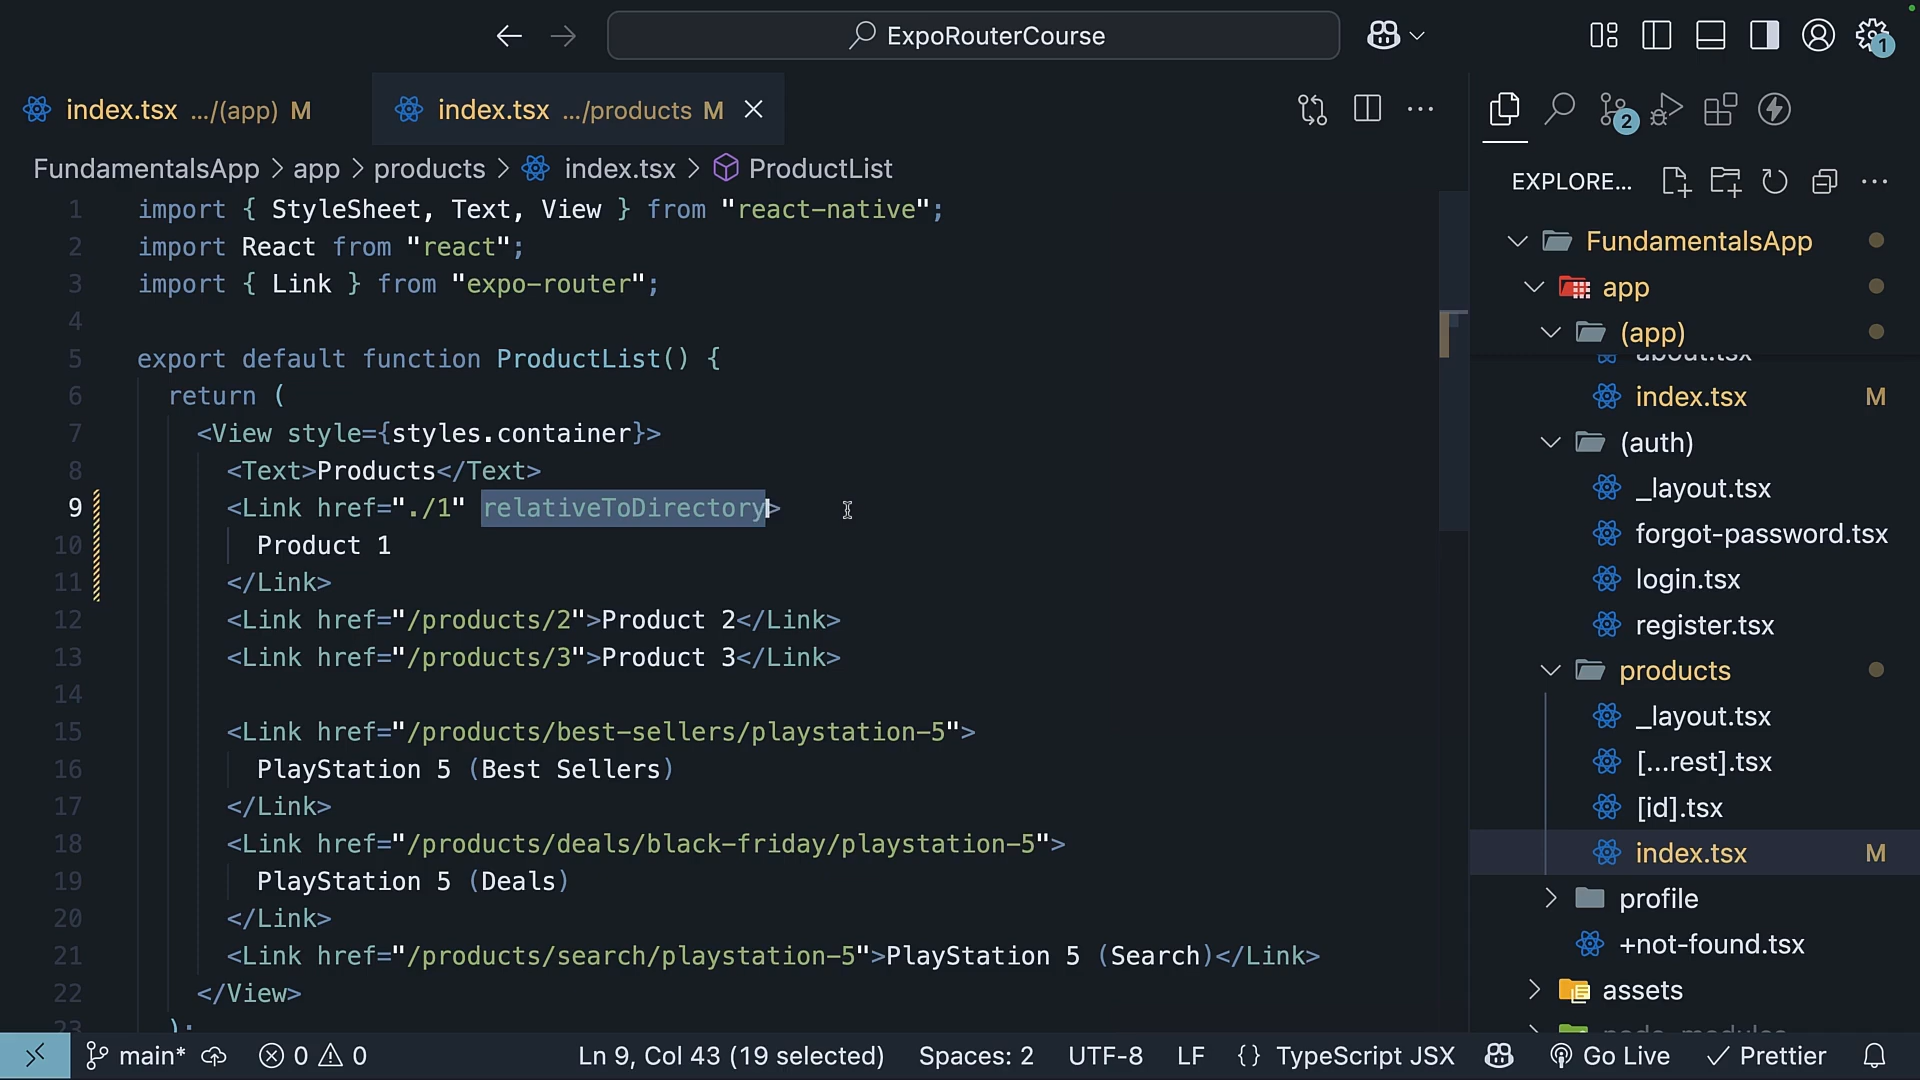 ExpoRouterCourse
1
index.tsx .../(app) M
index.tsx .../products M
2
FundamentalsApp > app > products > index.tsx > ProductList
EXPLORE...
1 import { StyleSheet, Text, View } from "react-native";
2 import React from "react";
3 import { Link } from "expo-router";
4
5 export default function ProductList() {
6 return (
7 <View style={styles.container}>
8 <Text>Products</Text>
9 <Link href="./1" relativeToDirectory>
10 Product 1
11 </Link>
12 <Link href="/products/2">Product 2</Link>
13 <Link href="/products/3">Product 3</Link>
14
15 <Link href="/products/best-sellers/playstation-5">
16 PlayStation 5 (Best Sellers)
17 </Link>
18 <Link href="/products/deals/black-friday/playstation-5">
19 PlayStation 5 (Deals)
20 </Link>
21 <Link href="/products/search/playstation-5">PlayStation 5 (Search)</Link>
22 </View>
23 );
FundamentalsApp
app
(app)
about.tsx
index.tsx M
(auth)
_layout.tsx
forgot-password.tsx
login.tsx
register.tsx
products
_layout.tsx
[...rest].tsx
[id].tsx
index.tsx M
profile
+not-found.tsx
assets
node_modules
main* 0 0 Ln 9, Col 43 (19 selected) Spaces: 2 UTF-8 LF {} TypeScript JSX Go Live Prettier